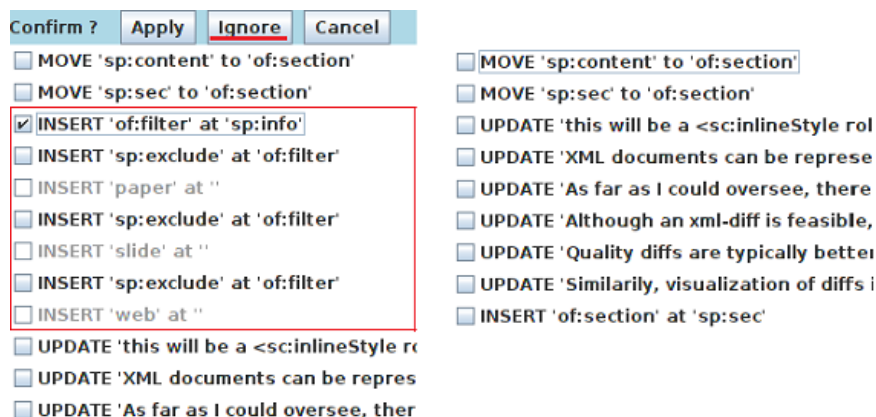 Confirm ? Apply Ignore Cancel
MOVE 'sp:content' to 'of:section'
MOVE 'sp:sec' to 'of:section'
INSERT 'of:filter' at 'sp:info'
INSERT 'sp:exclude' at 'of:filter'
INSERT 'paper' at ''
INSERT 'sp:exclude' at 'of:filter'
INSERT 'slide' at ''
INSERT 'sp:exclude' at 'of:filter'
INSERT 'web' at ''
UPDATE 'this will be a <sc:inlineStyle ro
UPDATE 'XML documents can be repres
UPDATE 'As far as I could oversee, ther
MOVE 'sp:content' to 'of:section'
MOVE 'sp:sec' to 'of:section'
UPDATE 'this will be a <sc:inlineStyle rol
UPDATE 'XML documents can be represe
UPDATE 'As far as I could oversee, there
UPDATE 'Although an xml-diff is feasible,
UPDATE 'Quality diffs are typically better
UPDATE 'Similarily, visualization of diffs i
INSERT 'of:section' at 'sp:sec'